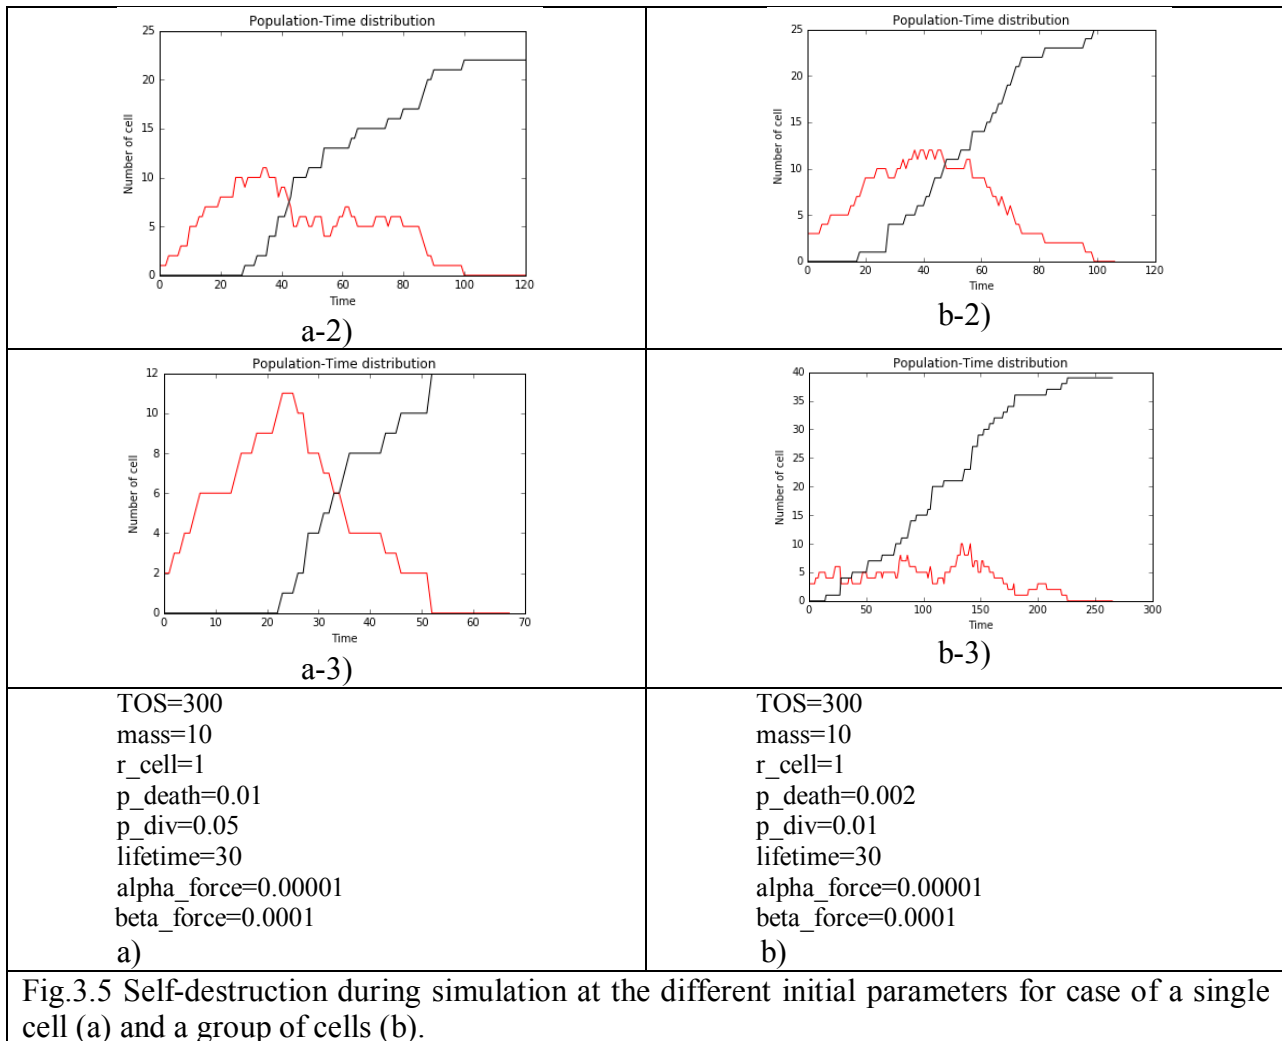 Population-Time distribution
25
20
15
10
5
0
Number of cell
0 20 40 60 80 100 120
Time
a-2)
Population-Time distribution
25
20
15
10
5
0
Number of cell
0 20 40 60 80 100 120
Time
b-2)
Population-Time distribution
12
10
8
6
4
2
0
Number of cell
0 10 20 30 40 50 60 70
Time
a-3)
Population-Time distribution
40
35
30
25
20
15
10
5
0
Number of cell
0 50 100 150 200 250 300
Time
b-3)
TOS=300
mass=10
r_cell=1
p_death=0.01
p_div=0.05
lifetime=30
alpha_force=0.00001
beta_force=0.0001
a)
TOS=300
mass=10
r_cell=1
p_death=0.002
p_div=0.01
lifetime=30
alpha_force=0.00001
beta_force=0.0001
b)
Fig.3.5 Self-destruction during simulation at the different initial parameters for case of a single
cell (a) and a group of cells (b).